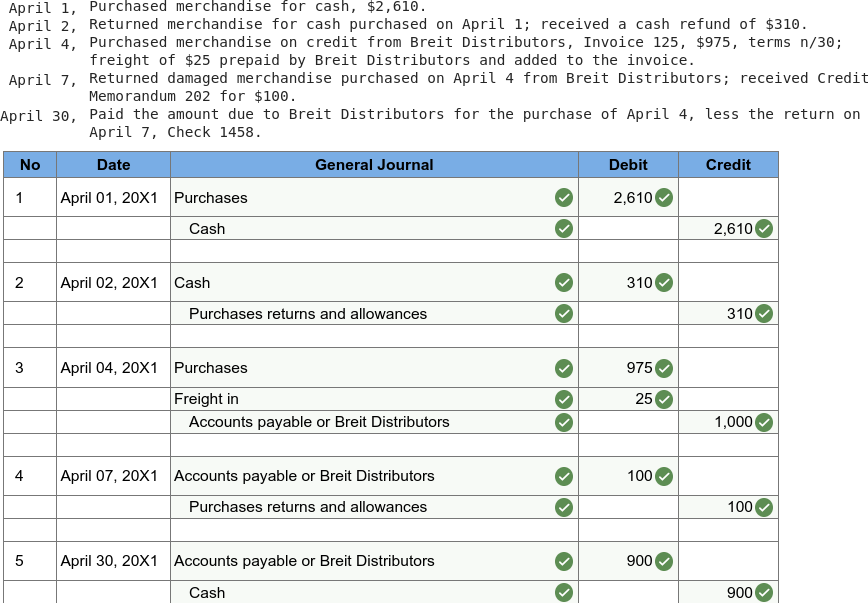 April 1, Purchased merchandise for cash, $2,610.
April 2, Returned merchandise for cash purchased on April 1; received a cash refund of $310.
April 4, Purchased merchandise on credit from Breit Distributors, Invoice 125, $975, terms n/30;
freight of $25 prepaid by Breit Distributors and added to the invoice.
April 7, Returned damaged merchandise purchased on April 4 from Breit Distributors; received Credit
Memorandum 202 for $100.
April 30, Paid the amount due to Breit Distributors for the purchase of April 4, less the return on
April 7, Check 1458.
No Date General Journal Debit Credit
1 April 01, 20X1 Purchases 2,610
Cash 2,610
2 April 02, 20X1 Cash 310
Purchases returns and allowances 310
3 April 04, 20X1 Purchases 975
Freight in 25
Accounts payable or Breit Distributors 1,000
4 April 07, 20X1 Accounts payable or Breit Distributors 100
Purchases returns and allowances 100
5 April 30, 20X1 Accounts payable or Breit Distributors 900
Cash 900